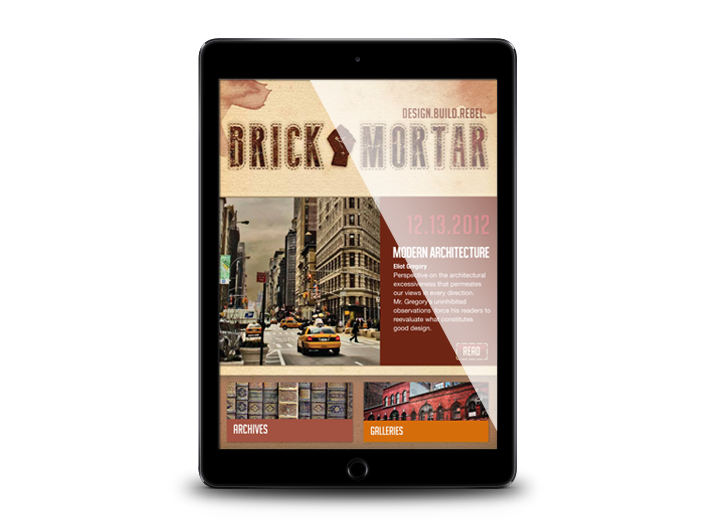 DESIGN.BUILD.REBEL.
BRICK MORTAR
12.13.2012
MODERN ARCHITECTURE
Eliot Gregory
Perspective on the architectural
excessiveness that permeates
our views in every direction.
Mr. Gregory's uninhibited
observations force his readers to
reevaluate what constitutes
good design.
READ
ARCHIVES
GALLERIES